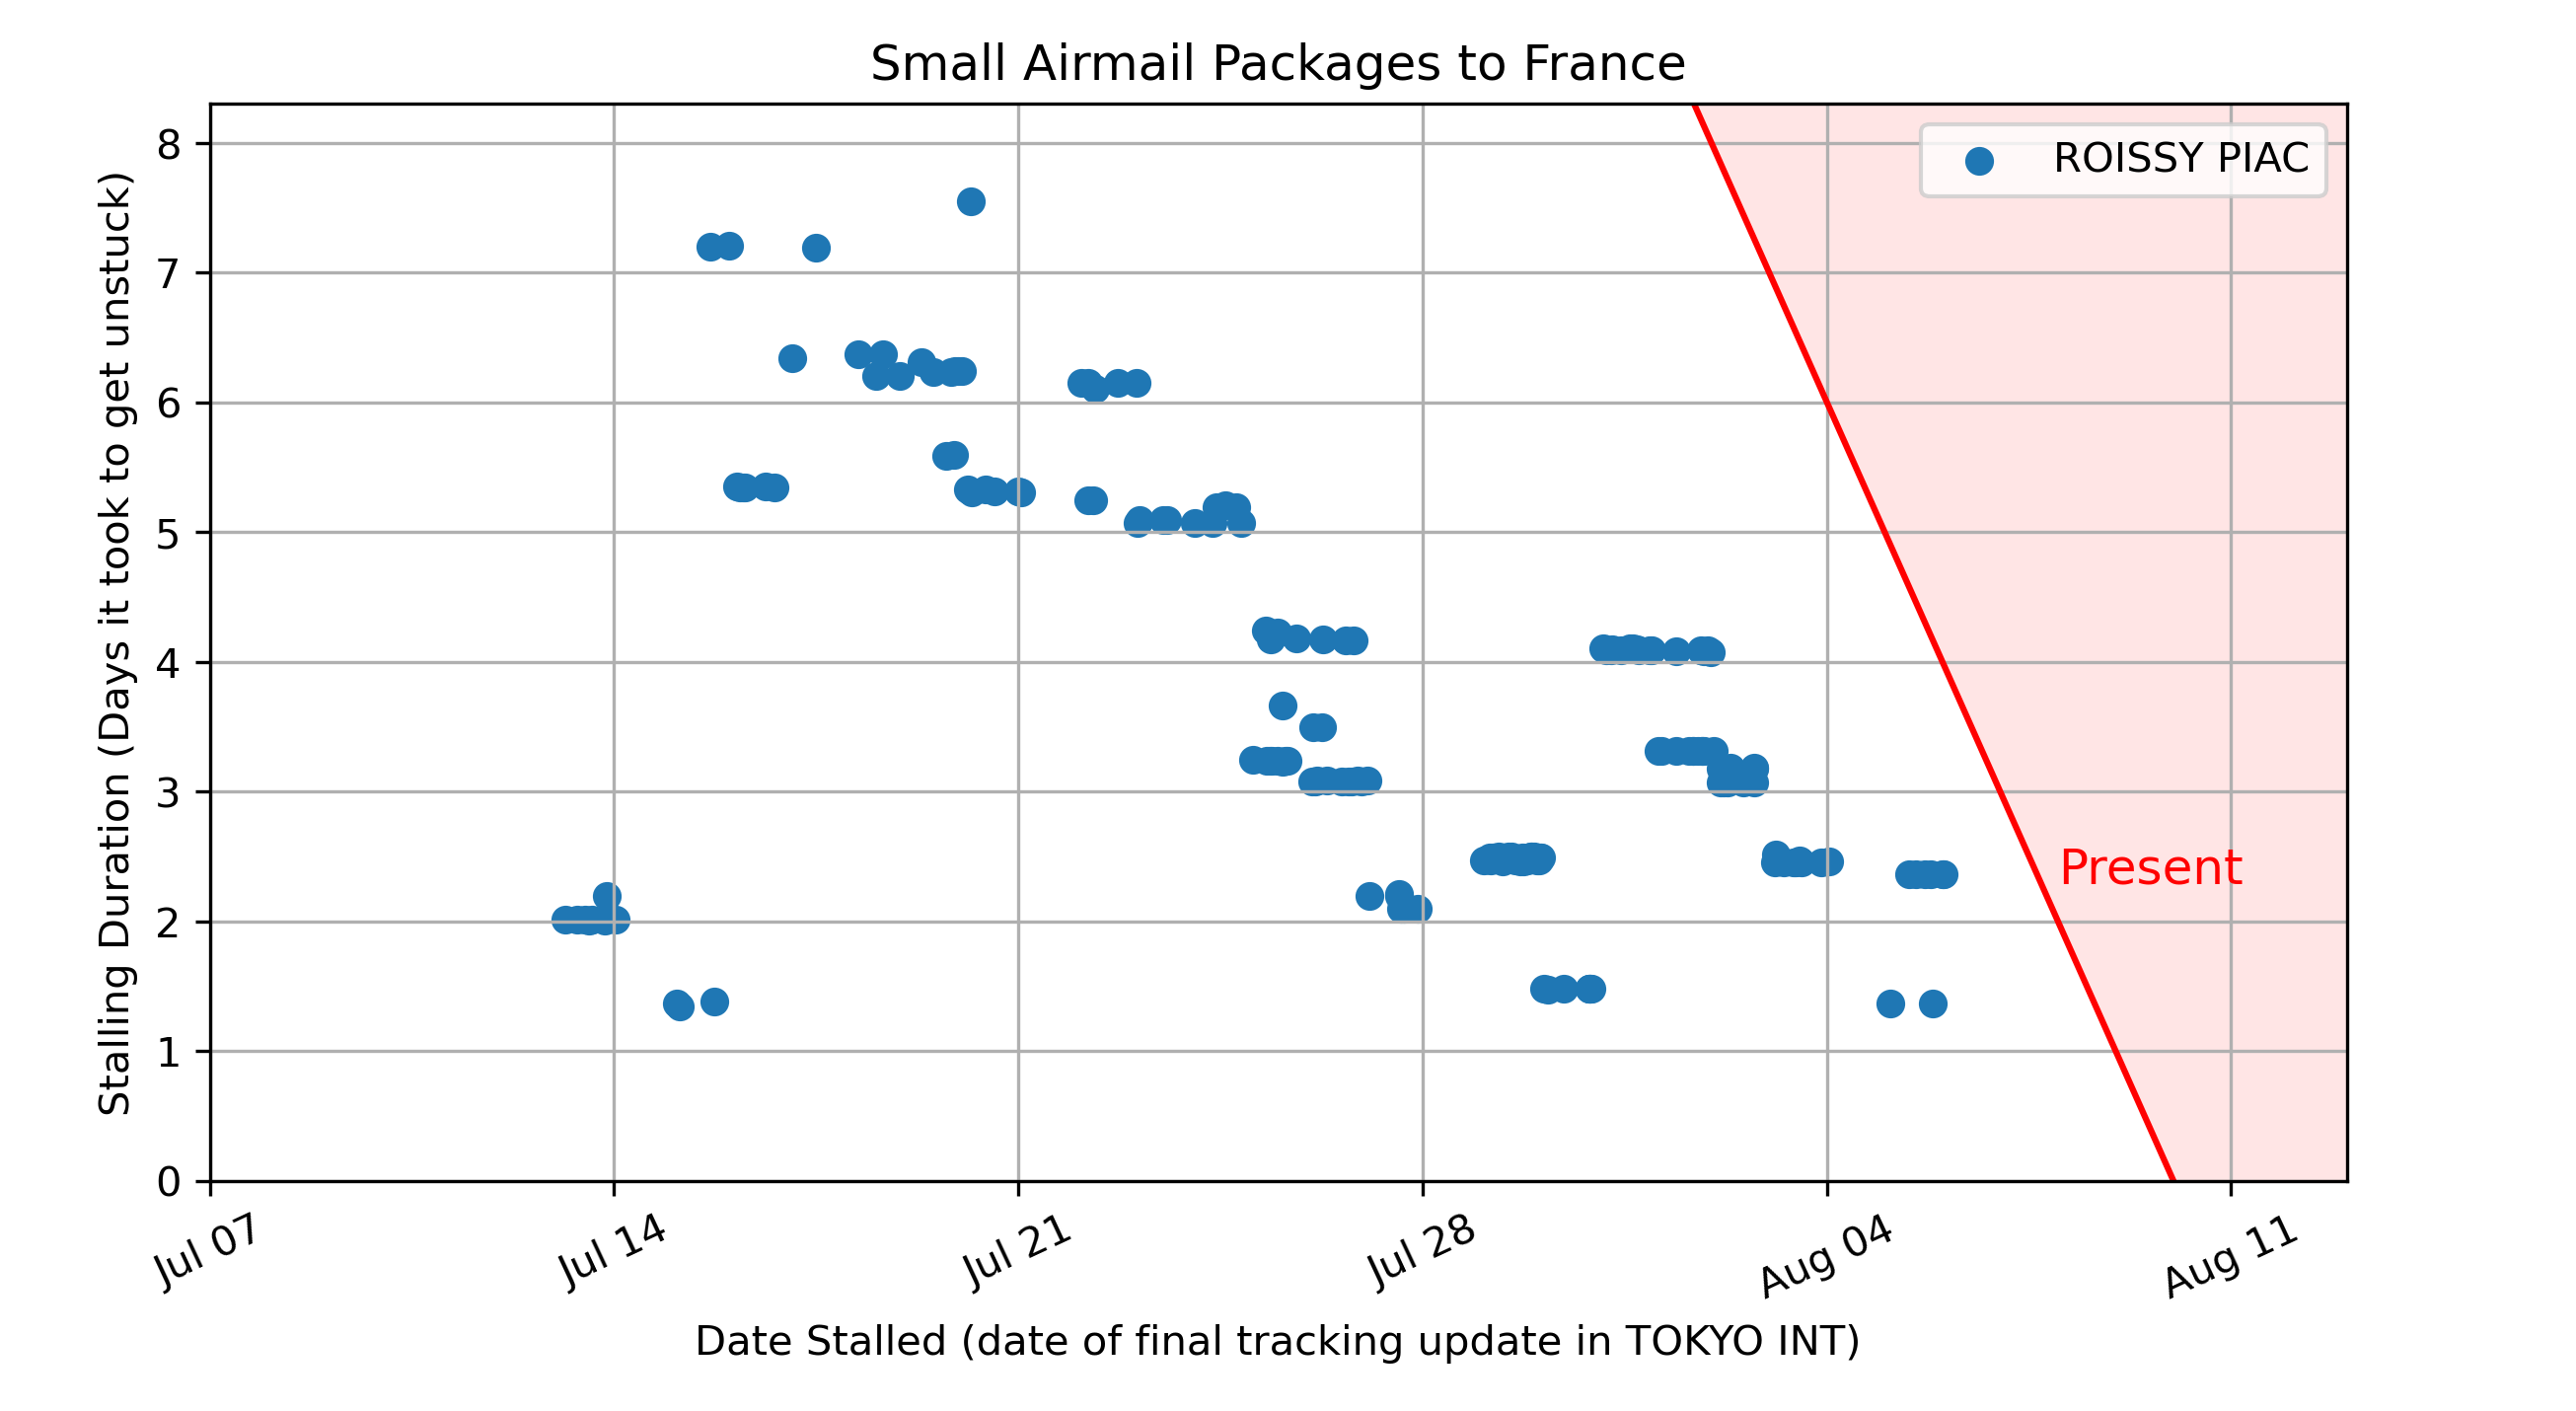 Small Airmail Packages to France
Stalling Duration (Days it took to get unstuck)
8
7
6
5
4
3
2
1
0
ROISSY PIAC
Present
Jul 07
Jul 14
Jul 21
Jul 28
Aug 04
Aug 11
Date Stalled (date of final tracking update in TOKYO INT)